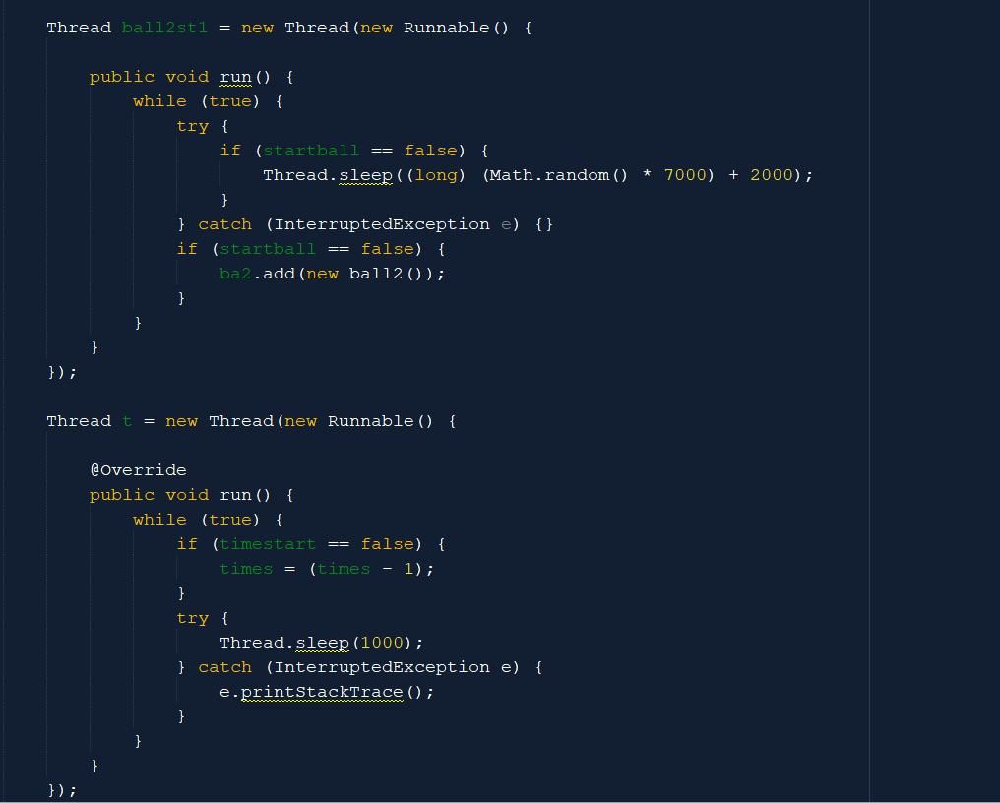 Thread ball2st1 = new Thread(new Runnable() {
public void run() {
while (true) {
try {
if (startball == false) {
Thread.sleep((long) (Math.random() * 7000) + 2000);
}
} catch (InterruptedException e) {}
if (startball == false) {
ba2.add(new ball2());
}
}
}
});
Thread t = new Thread(new Runnable() {
@Override
public void run() {
while (true) {
if (timestart == false) {
times = (times - 1);
}
try {
Thread.sleep(1000);
} catch (InterruptedException e) {
e.printStackTrace();
}
}
}
});